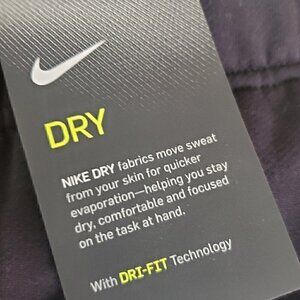 DRY
NIKE DRY fabrics move sweat
from your skin for quicker
evaporation—helping you stay
dry, comfortable and focused
on the task at hand.
With DRI-FIT Technology